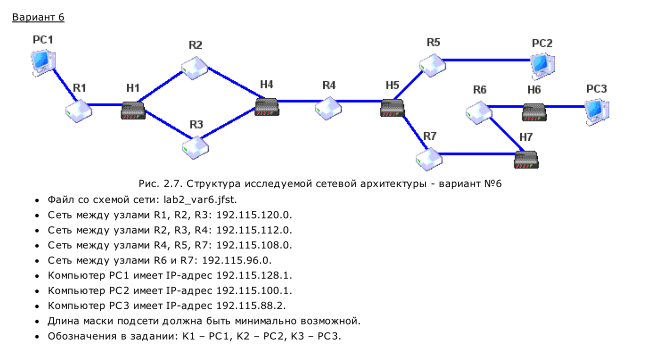 Вариант 6
PC1
R2
R5
PC2
R1
H1
H4
R4
H5
R6
H6
PC3
R3
R7
H7
Рис. 2.7. Структура исследуемой сетевой архитектуры - вариант №6
• Файл со схемой сети: lab2_var6.jfst.
• Сеть между узлами R1, R2, R3: 192.115.120.0.
• Сеть между узлами R2, R3, R4: 192.115.112.0.
• Сеть между узлами R4, R5, R7: 192.115.108.0.
• Сеть между узлами R6 и R7: 192.115.96.0.
• Компьютер PC1 имеет IP-адрес 192.115.128.1.
• Компьютер PC2 имеет IP-адрес 192.115.100.1.
• Компьютер PC3 имеет IP-адрес 192.115.88.2.
• Длина маски подсети должна быть минимально возможной.
• Обозначения в задании: K1 – PC1, K2 – PC2, K3 – PC3.